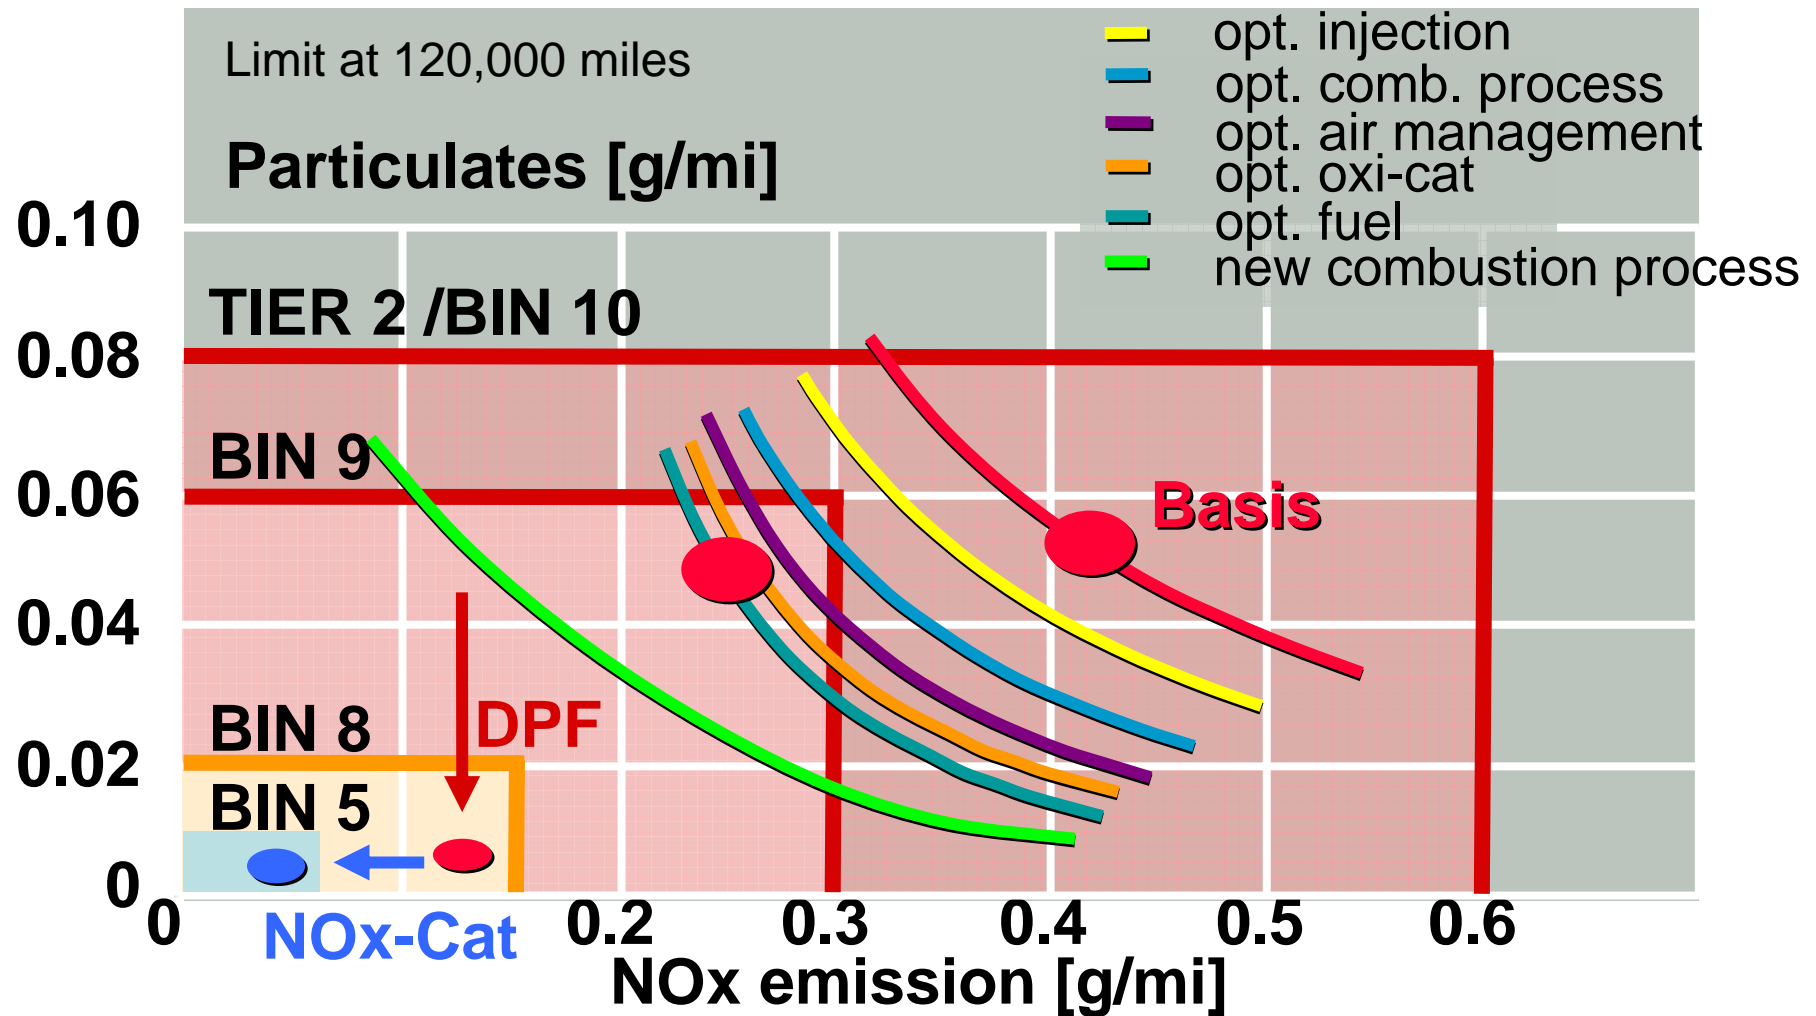 Limit at 120,000 miles
Particulates [g/mi]
opt. injection
opt. comb. process
opt. air management
opt. oxi-cat
opt. fuel
new combustion process
0.10
TIER 2 /BIN 10
0.08
BIN 9
0.06
Basis
0.04
BIN 8
DPF
0.02
BIN 5
0
0
0.2
0.3
0.4
0.5
0.6
NOx-Cat
NOx emission [g/mi]